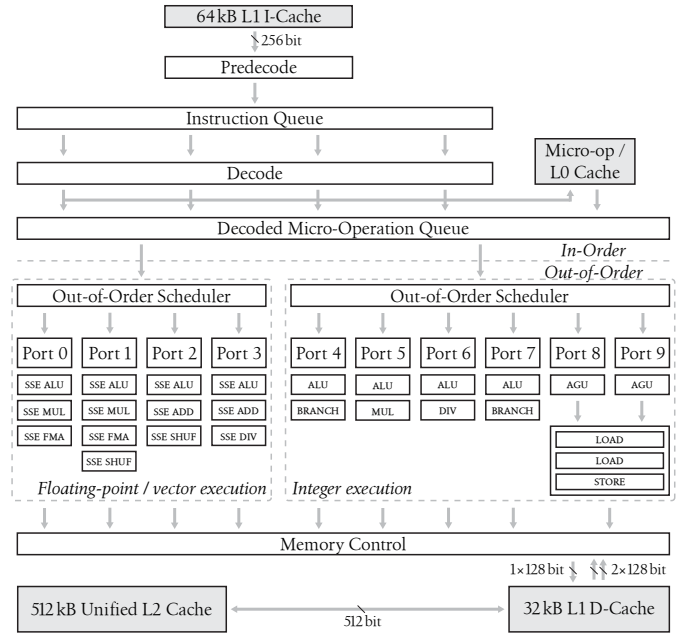 64 kB L1 I-Cache
256 bit
Predecode
Instruction Queue
Decode
Micro-op /
L0 Cache
Decoded Micro-Operation Queue
In-Order
Out-of-Order
Out-of-Order Scheduler
Out-of-Order Scheduler
Port 0 Port 1 Port 2 Port 3 Port 4 Port 5 Port 6 Port 7 Port 8 Port 9
SSE ALU SSE ALU SSE ALU SSE ALU ALU ALU ALU ALU AGU AGU
SSE MUL SSE MUL SSE ADD SSE ADD BRANCH MUL DIV BRANCH
SSE FMA SSE FMA SSE SHUF SSE DIV
SSE SHUF
LOAD
LOAD
STORE
Floating-point / vector execution
Integer execution
Memory Control
1×128 bit 2×128 bit
512 kB Unified L2 Cache
512 bit
32 kB L1 D-Cache